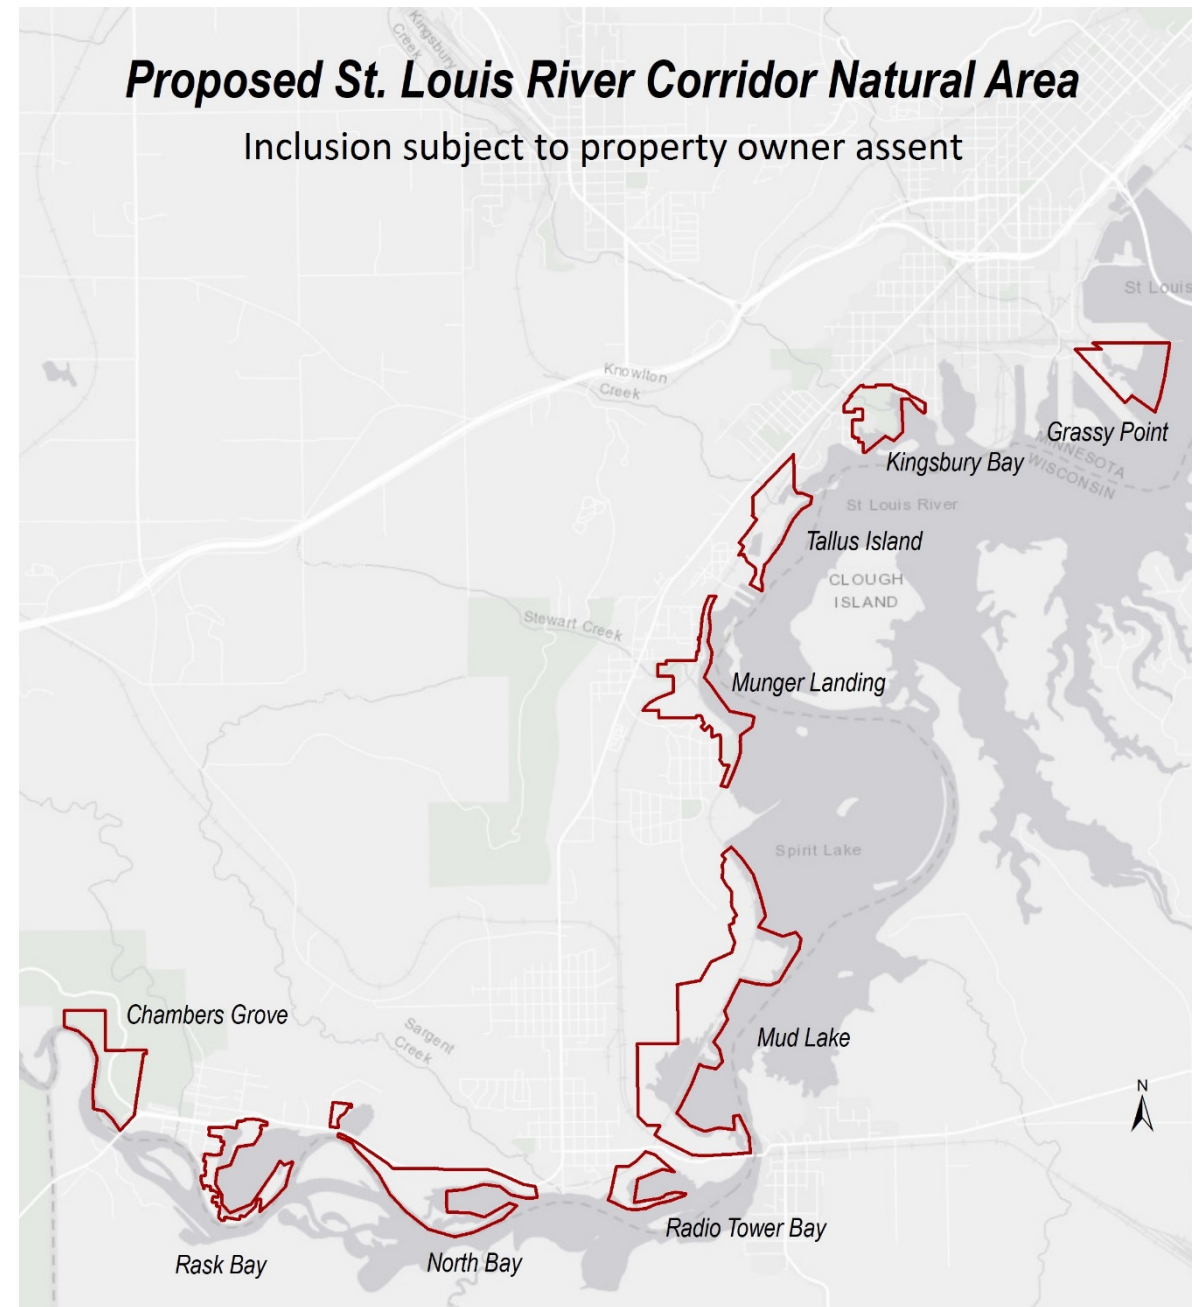 Kingsbury
Creek
Proposed St. Louis River Corridor Natural Area
Inclusion subject to property owner assent
St Louis
Knowlton
Creek
Grassy Point
MINNESOTA
WISCONSIN
Kingsbury Bay
St Louis River
Tallus Island
CLOUGH
ISLAND
Stewart Creek
Munger Landing
Spirit Lake
Chambers Grove
Sargent
Creek
Mud Lake
N
Radio Tower Bay
Rask Bay
North Bay